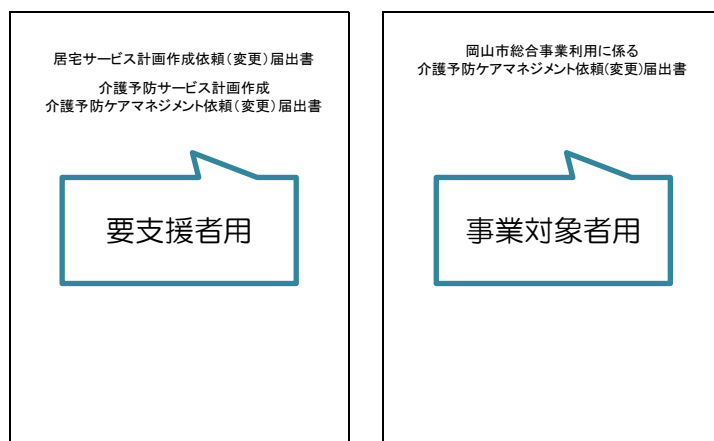 居宅サービス計画作成依頼(変更)届出書
介護予防サービス計画作成
介護予防ケアマネジメント依頼(変更)届出書
要支援者用
岡山市総合事業利用に係る
介護予防ケアマネジメント依頼(変更)届出書
事業対象者用